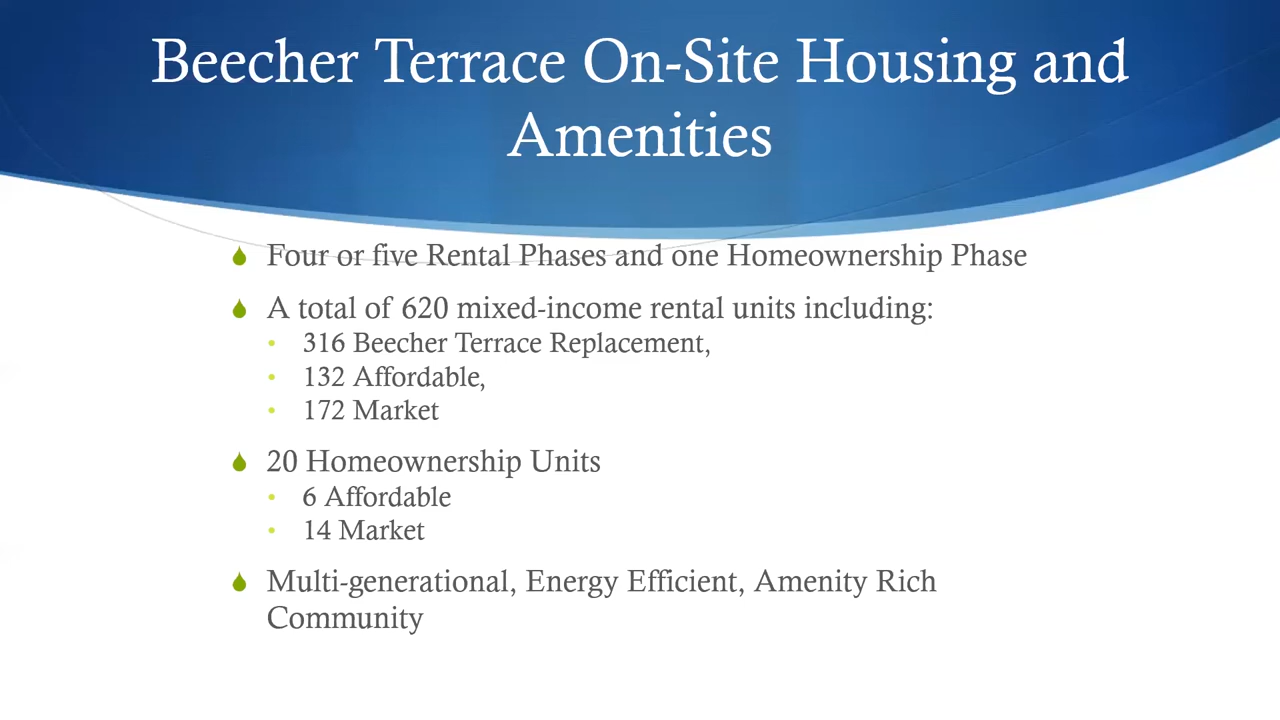 Beecher Terrace On-Site Housing and
Amenities
Four or five Rental Phases and one Homeownership Phase
A total of 620 mixed-income rental units including:
• 316 Beecher Terrace Replacement,
• 132 Affordable,
• 172 Market
20 Homeownership Units
• 6 Affordable
• 14 Market
Multi-generational, Energy Efficient, Amenity Rich
Community